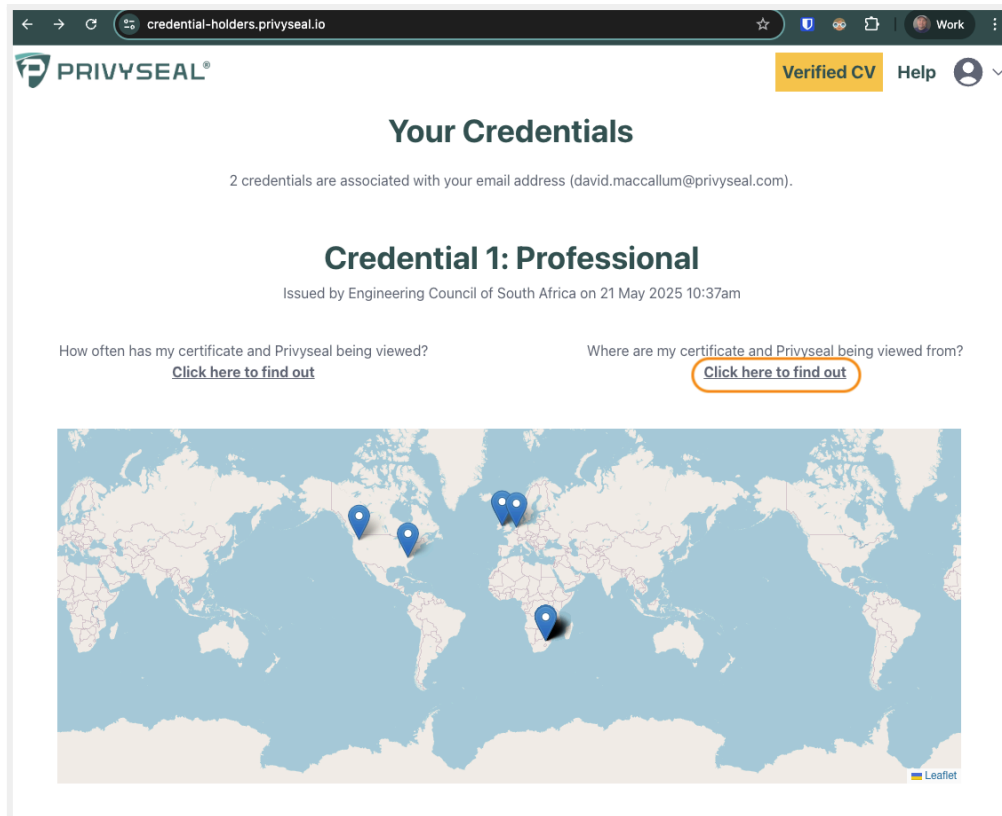 credential-holders.privyseal.io
Work
PRIVYSEAL®
Verified CV
Help
Your Credentials
2 credentials are associated with your email address (david.maccallum@privyseal.com).
Credential 1: Professional
Issued by Engineering Council of South Africa on 21 May 2025 10:37am
How often has my certificate and Privyseal being viewed?
Click here to find out
Where are my certificate and Privyseal being viewed from?
Click here to find out
Leaflet